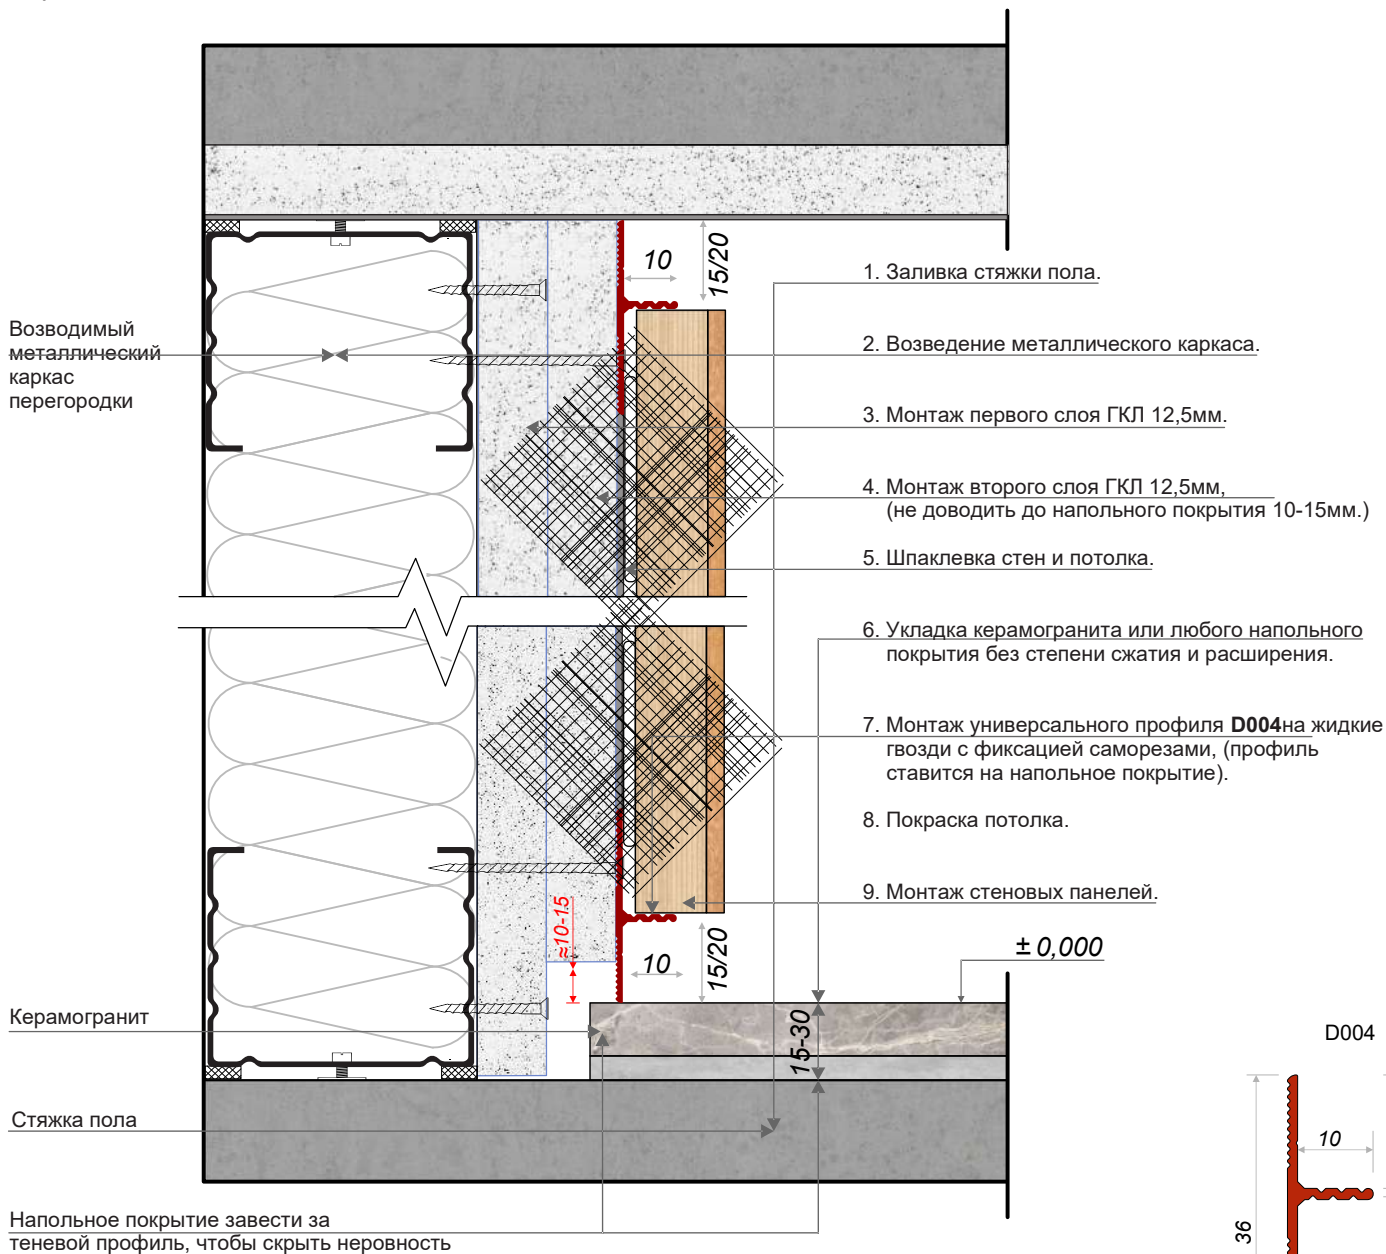 10
15/20
1. Заливка стяжки пола.
Возводимый
металлический
каркас
перегородки
2. Возведение металлического каркаса.
3. Монтаж первого слоя ГКЛ 12,5мм.
4. Монтаж второго слоя ГКЛ 12,5мм,
(не доводить до напольного покрытия 10-15мм.)
5. Шпаклевка стен и потолка.
6. Укладка керамогранита или любого напольного
покрытия без степени сжатия и расширения.
7. Монтаж универсального профиля D004на жидкие
гвозди с фиксацией саморезами, (профиль
ставится на напольное покрытие).
8. Покраска потолка.
9. Монтаж стеновых панелей.
≈10-15
10
15/20
± 0,000
Керамогранит
15-30
D004
Стяжка пола
10
36
Напольное покрытие завести за
теневой профиль, чтобы скрыть неровность